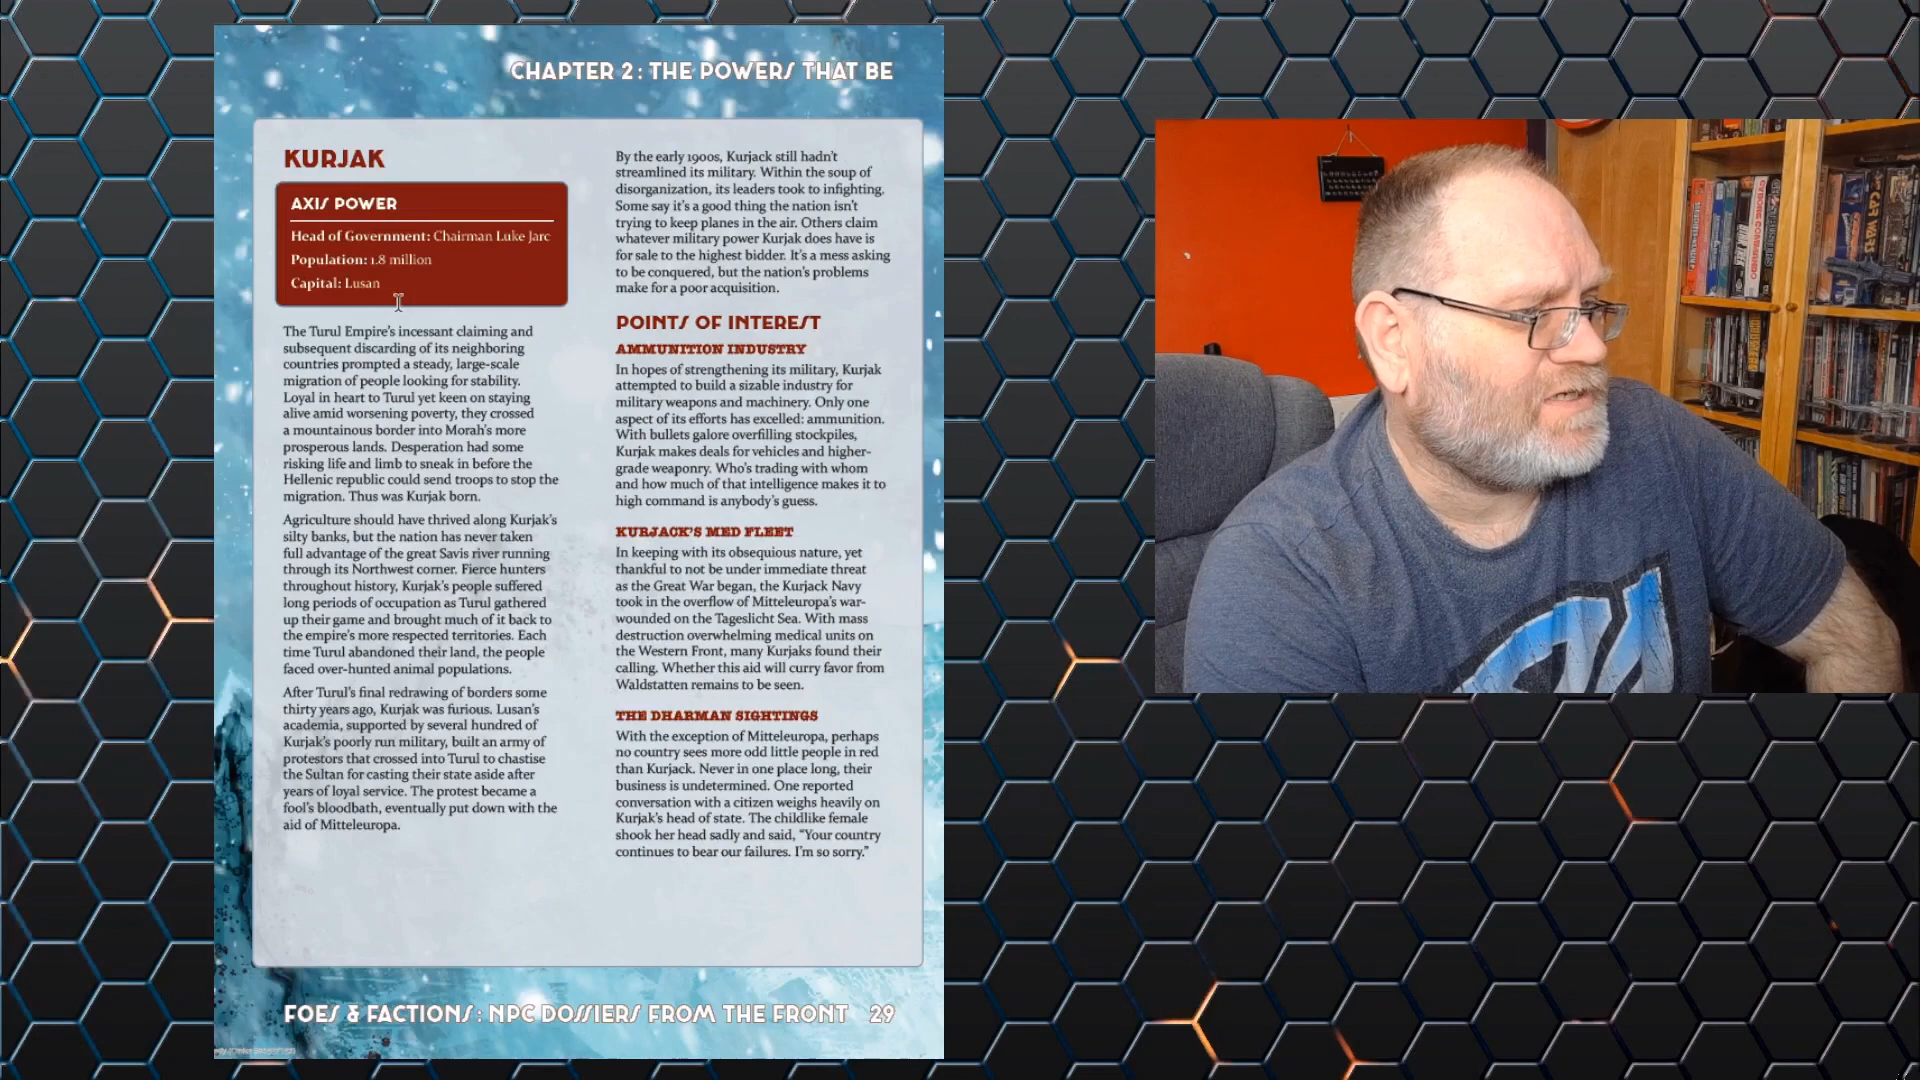 CHAPTER 2: THE POWERS THAT BE
KURJAK
AXIS POWER
Head of Government: Chairman Luke Jarc
Population: 1.8 million
Capital: Lusan
The Turul Empire's incessant claiming and
subsequent discarding of its neighboring
countries prompted a steady, large-scale
migration of people looking for stability.
Loyal in heart to Turul yet keen on staying
alive amid worsening poverty, they crossed
a mountainous border into Morah's more
prosperous lands. Desperation had some
risking life and limb to sneak in before the
Hellenic republic could send troops to stop the
migration. Thus was Kurjak born.
Agriculture should have thrived along Kurjak's
silty banks, but the nation has never taken
full advantage of the great Savis river running
through its Northwest corner. Fierce hunters
throughout history, Kurjak's people suffered
long periods of occupation as Turul gathered
up their game and brought much of it back to
the empire's more respected territories. Each
time Turul abandoned their land, the people
faced over-hunted animal populations.
After Turul's final redrawing of borders some
thirty years ago, Kurjak was furious. Lusan's
academia, supported by several hundred of
Kurjak's poorly run military, built an army of
protestors that crossed into Turul to chastise
the Sultan for casting their state aside after
years of loyal service. The protest became a
fool's bloodbath, eventually put down with the
aid of Mitteleuropa.
By the early 1900s, Kurjack still hadn't
streamlined its military. Within the soup of
disorganization, its leaders took to infighting.
Some say it's a good thing the nation isn't
trying to keep planes in the air. Others claim
whatever military power Kurjak does have is
for sale to the highest bidder. It's a mess asking
to be conquered, but the nation's problems
make for a poor acquisition.
POINTS OF INTEREST
AMMUNITION INDUSTRY
In hopes of strengthening its military, Kurjak
attempted to build a sizable industry for
military weapons and machinery. Only one
aspect of its efforts has excelled: ammunition.
With bullets galore overfilling stockpiles,
Kurjak makes deals for vehicles and higher-
grade weaponry. Who's trading with whom
and how much of that intelligence makes it to
high command is anybody's guess.
KURJACK'S MED FLEET
In keeping with its obsequious nature, yet
thankful to not be under immediate threat
as the Great War began, the Kurjack Navy
took in the overflow of Mitteleuropa's war-
wounded on the Tageslicht Sea. With mass
destruction overwhelming medical units on
the Western Front, many Kurjaks found their
calling. Whether this aid will curry favor from
Waldstatten remains to be seen.
THE DHARMAN SIGHTINGS
With the exception of Mitteleuropa, perhaps
no country sees more odd little people in red
than Kurjack. Never in one place long, their
business is undetermined. One reported
conversation with a citizen weighs heavily on
Kurjak's head of state. The childlike female
shook her head sadly and said, "Your country
continues to bear our failures. I'm so sorry."
FOES & FACTIONS: NPC DOSSIERS FROM THE FRONT 29
CAR WARS